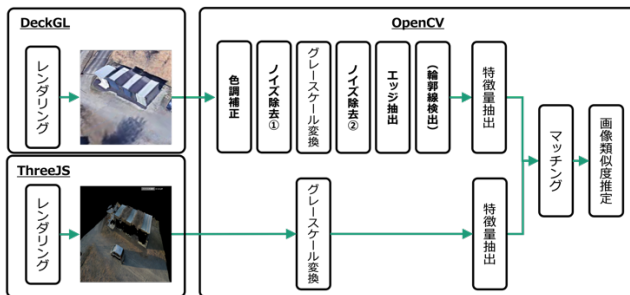 DeckGL
レンダリング
ThreeJS
レンダリング
OpenCV
色調補正
ノイズ除去①
グレースケール変換
ノイズ除去②
エッジ抽出
(輪郭線検出)
特徴量抽出
グレースケール変換
特徴量抽出
マッチング
画像類似度推定